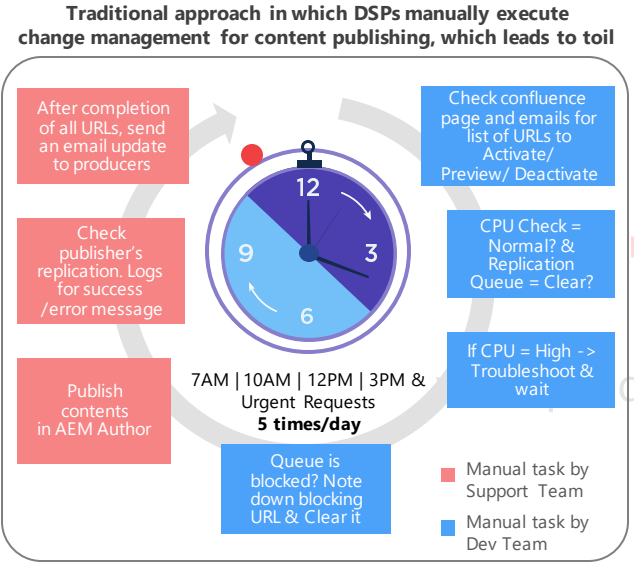 Traditional approach in which DSPs manually execute
change management for content publishing, which leads to toil
After completion
of all URLs, send
an email update
to producers
Check confluence
page and emails for
list of URLs to
Activate/
Preview/ Deactivate
12
3
6
9
Check
publisher's
replication. Logs
for success
/error message
CPU Check =
Normal? &
Replication
Queue = Clear?
If CPU = High ->
Troubleshoot &
wait
Publish
contents
in AEM Author
7AM | 10AM | 12PM | 3PM &
Urgent Requests
5 times/day
Queue is
blocked? Note
down blocking
URL & Clear it
Manual task by
Support Team
Manual task by
Dev Team